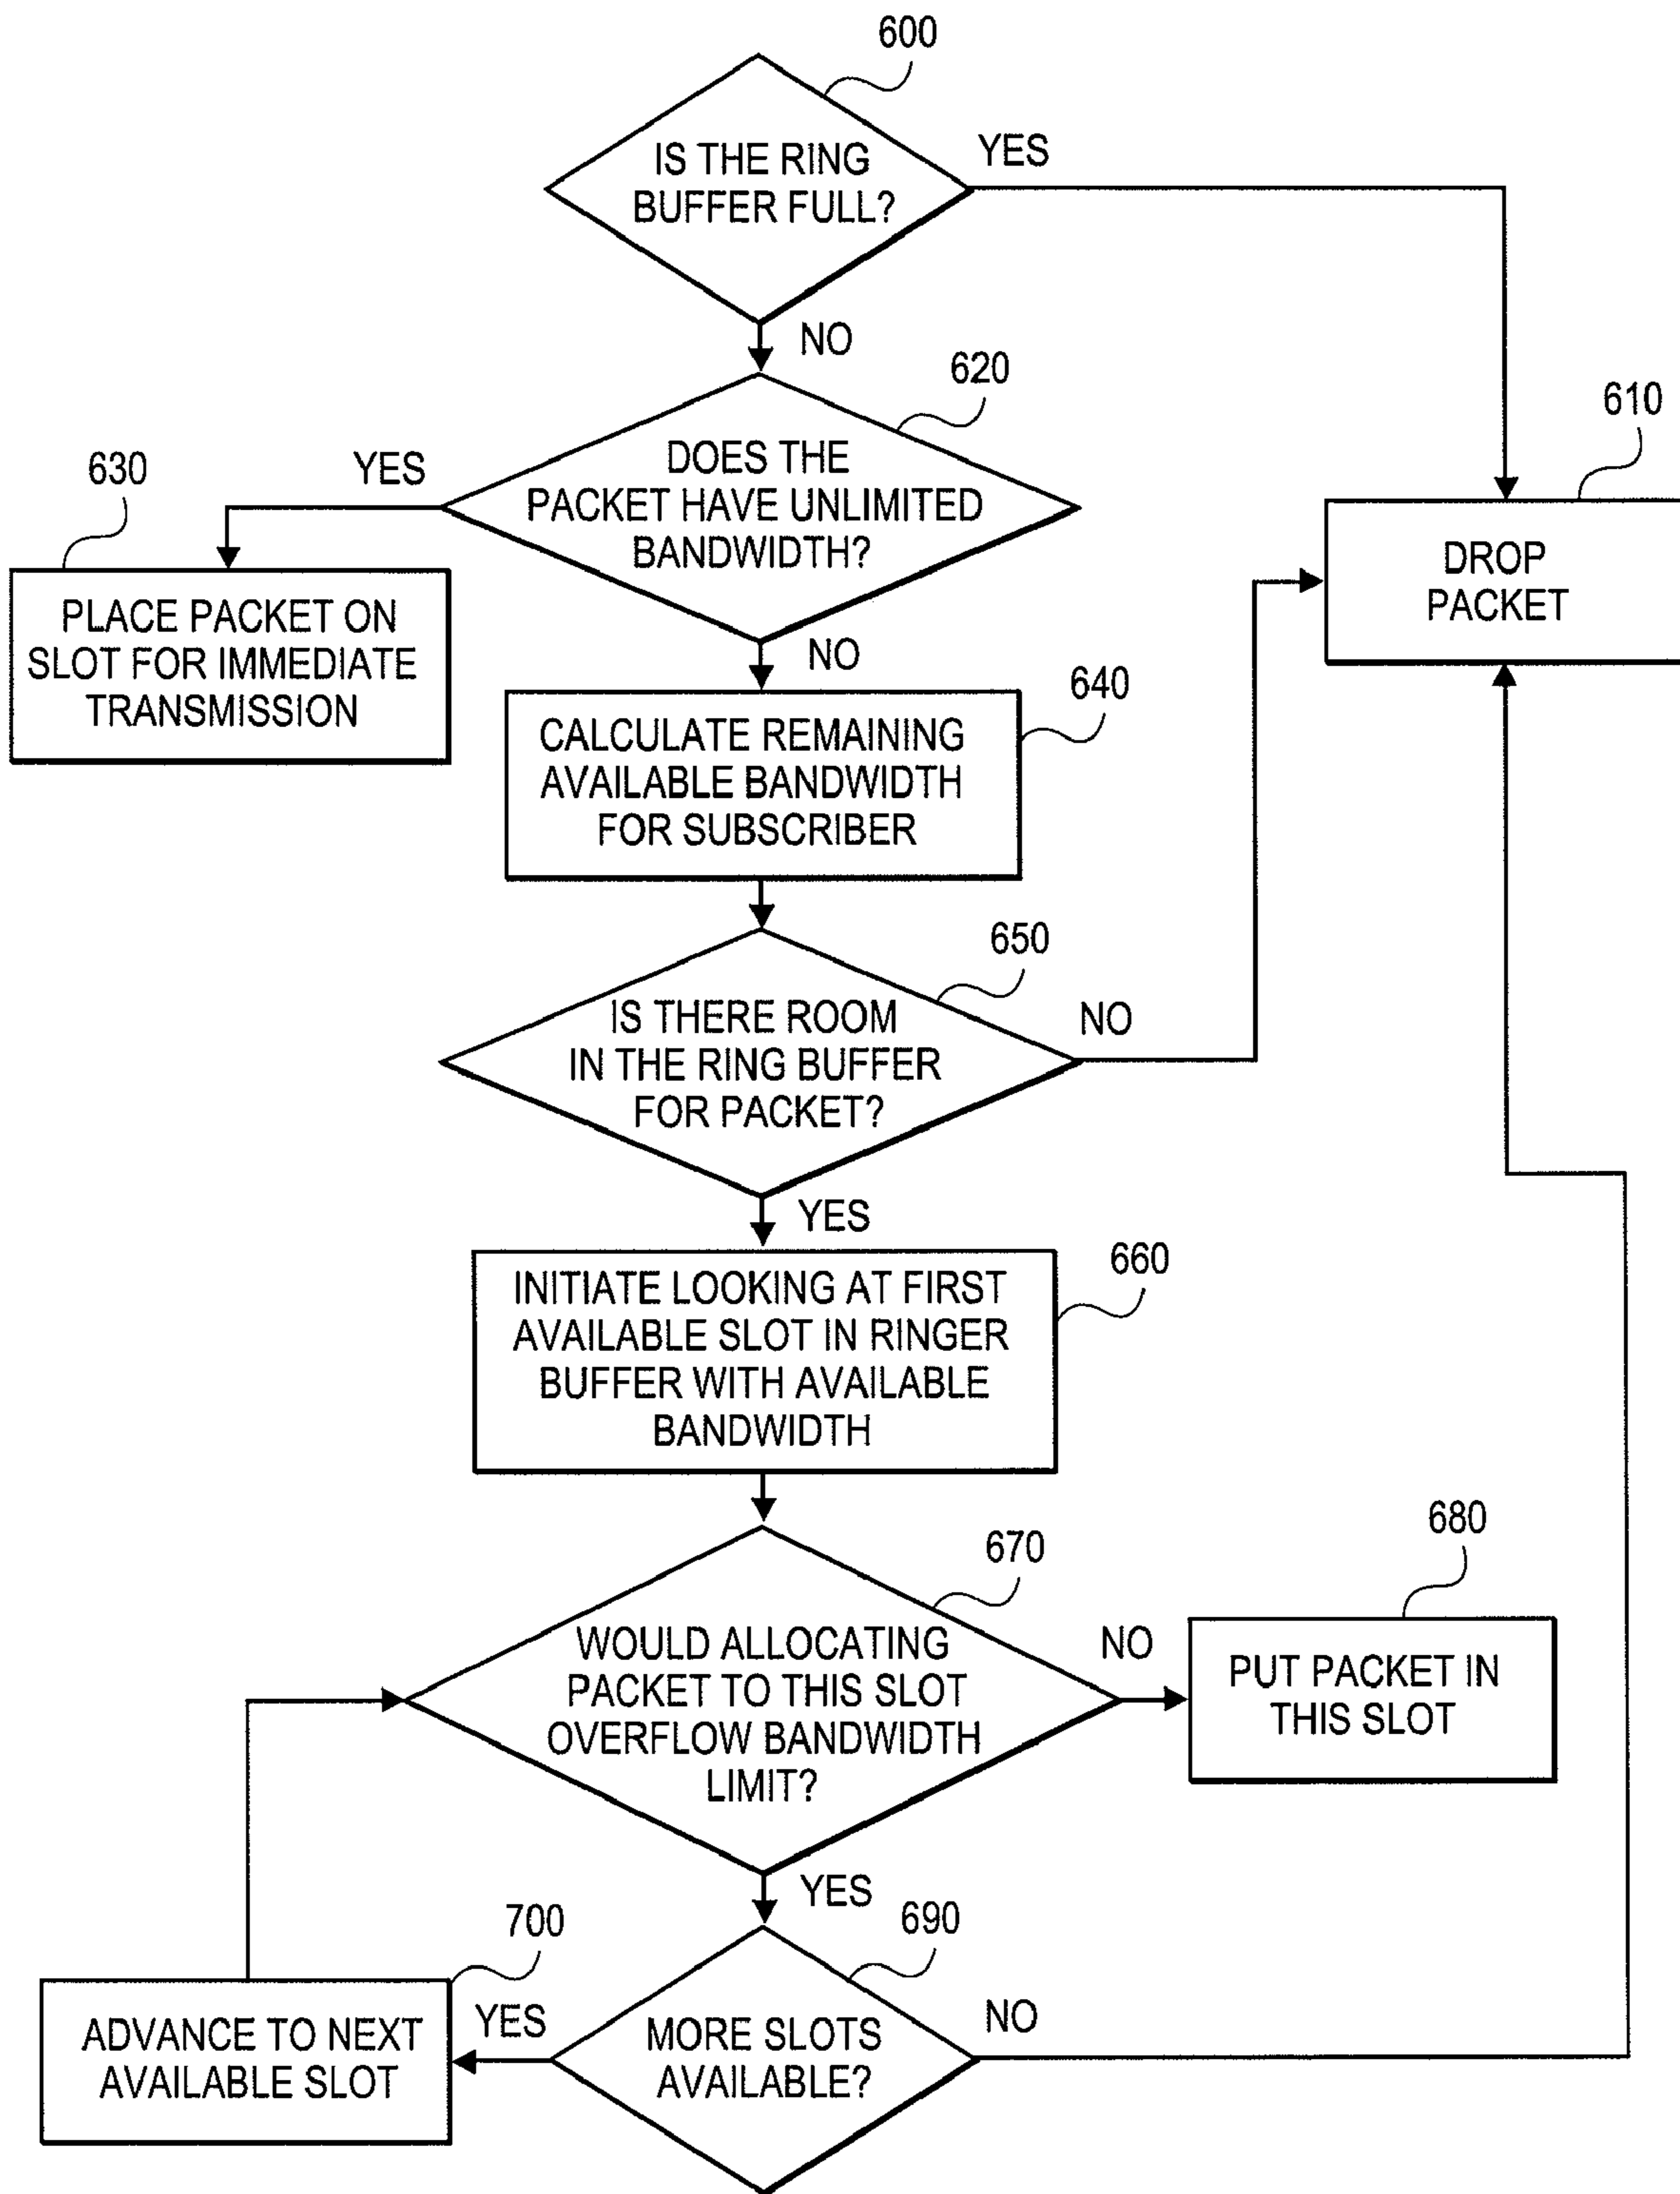 600
IS THE RING
BUFFER FULL?
YES
NO
620
DOES THE
PACKET HAVE UNLIMITED
BANDWIDTH?
YES
630
PLACE PACKET ON
SLOT FOR IMMEDIATE
TRANSMISSION
610
DROP
PACKET
NO
640
CALCULATE REMAINING
AVAILABLE BANDWIDTH
FOR SUBSCRIBER
650
IS THERE ROOM
IN THE RING BUFFER
FOR PACKET?
NO
YES
660
INITIATE LOOKING AT FIRST
AVAILABLE SLOT IN RINGER
BUFFER WITH AVAILABLE
BANDWIDTH
670
WOULD ALLOCATING
PACKET TO THIS SLOT
OVERFLOW BANDWIDTH
LIMIT?
NO
680
PUT PACKET IN
THIS SLOT
YES
690
MORE SLOTS
AVAILABLE?
NO
YES
700
ADVANCE TO NEXT
AVAILABLE SLOT